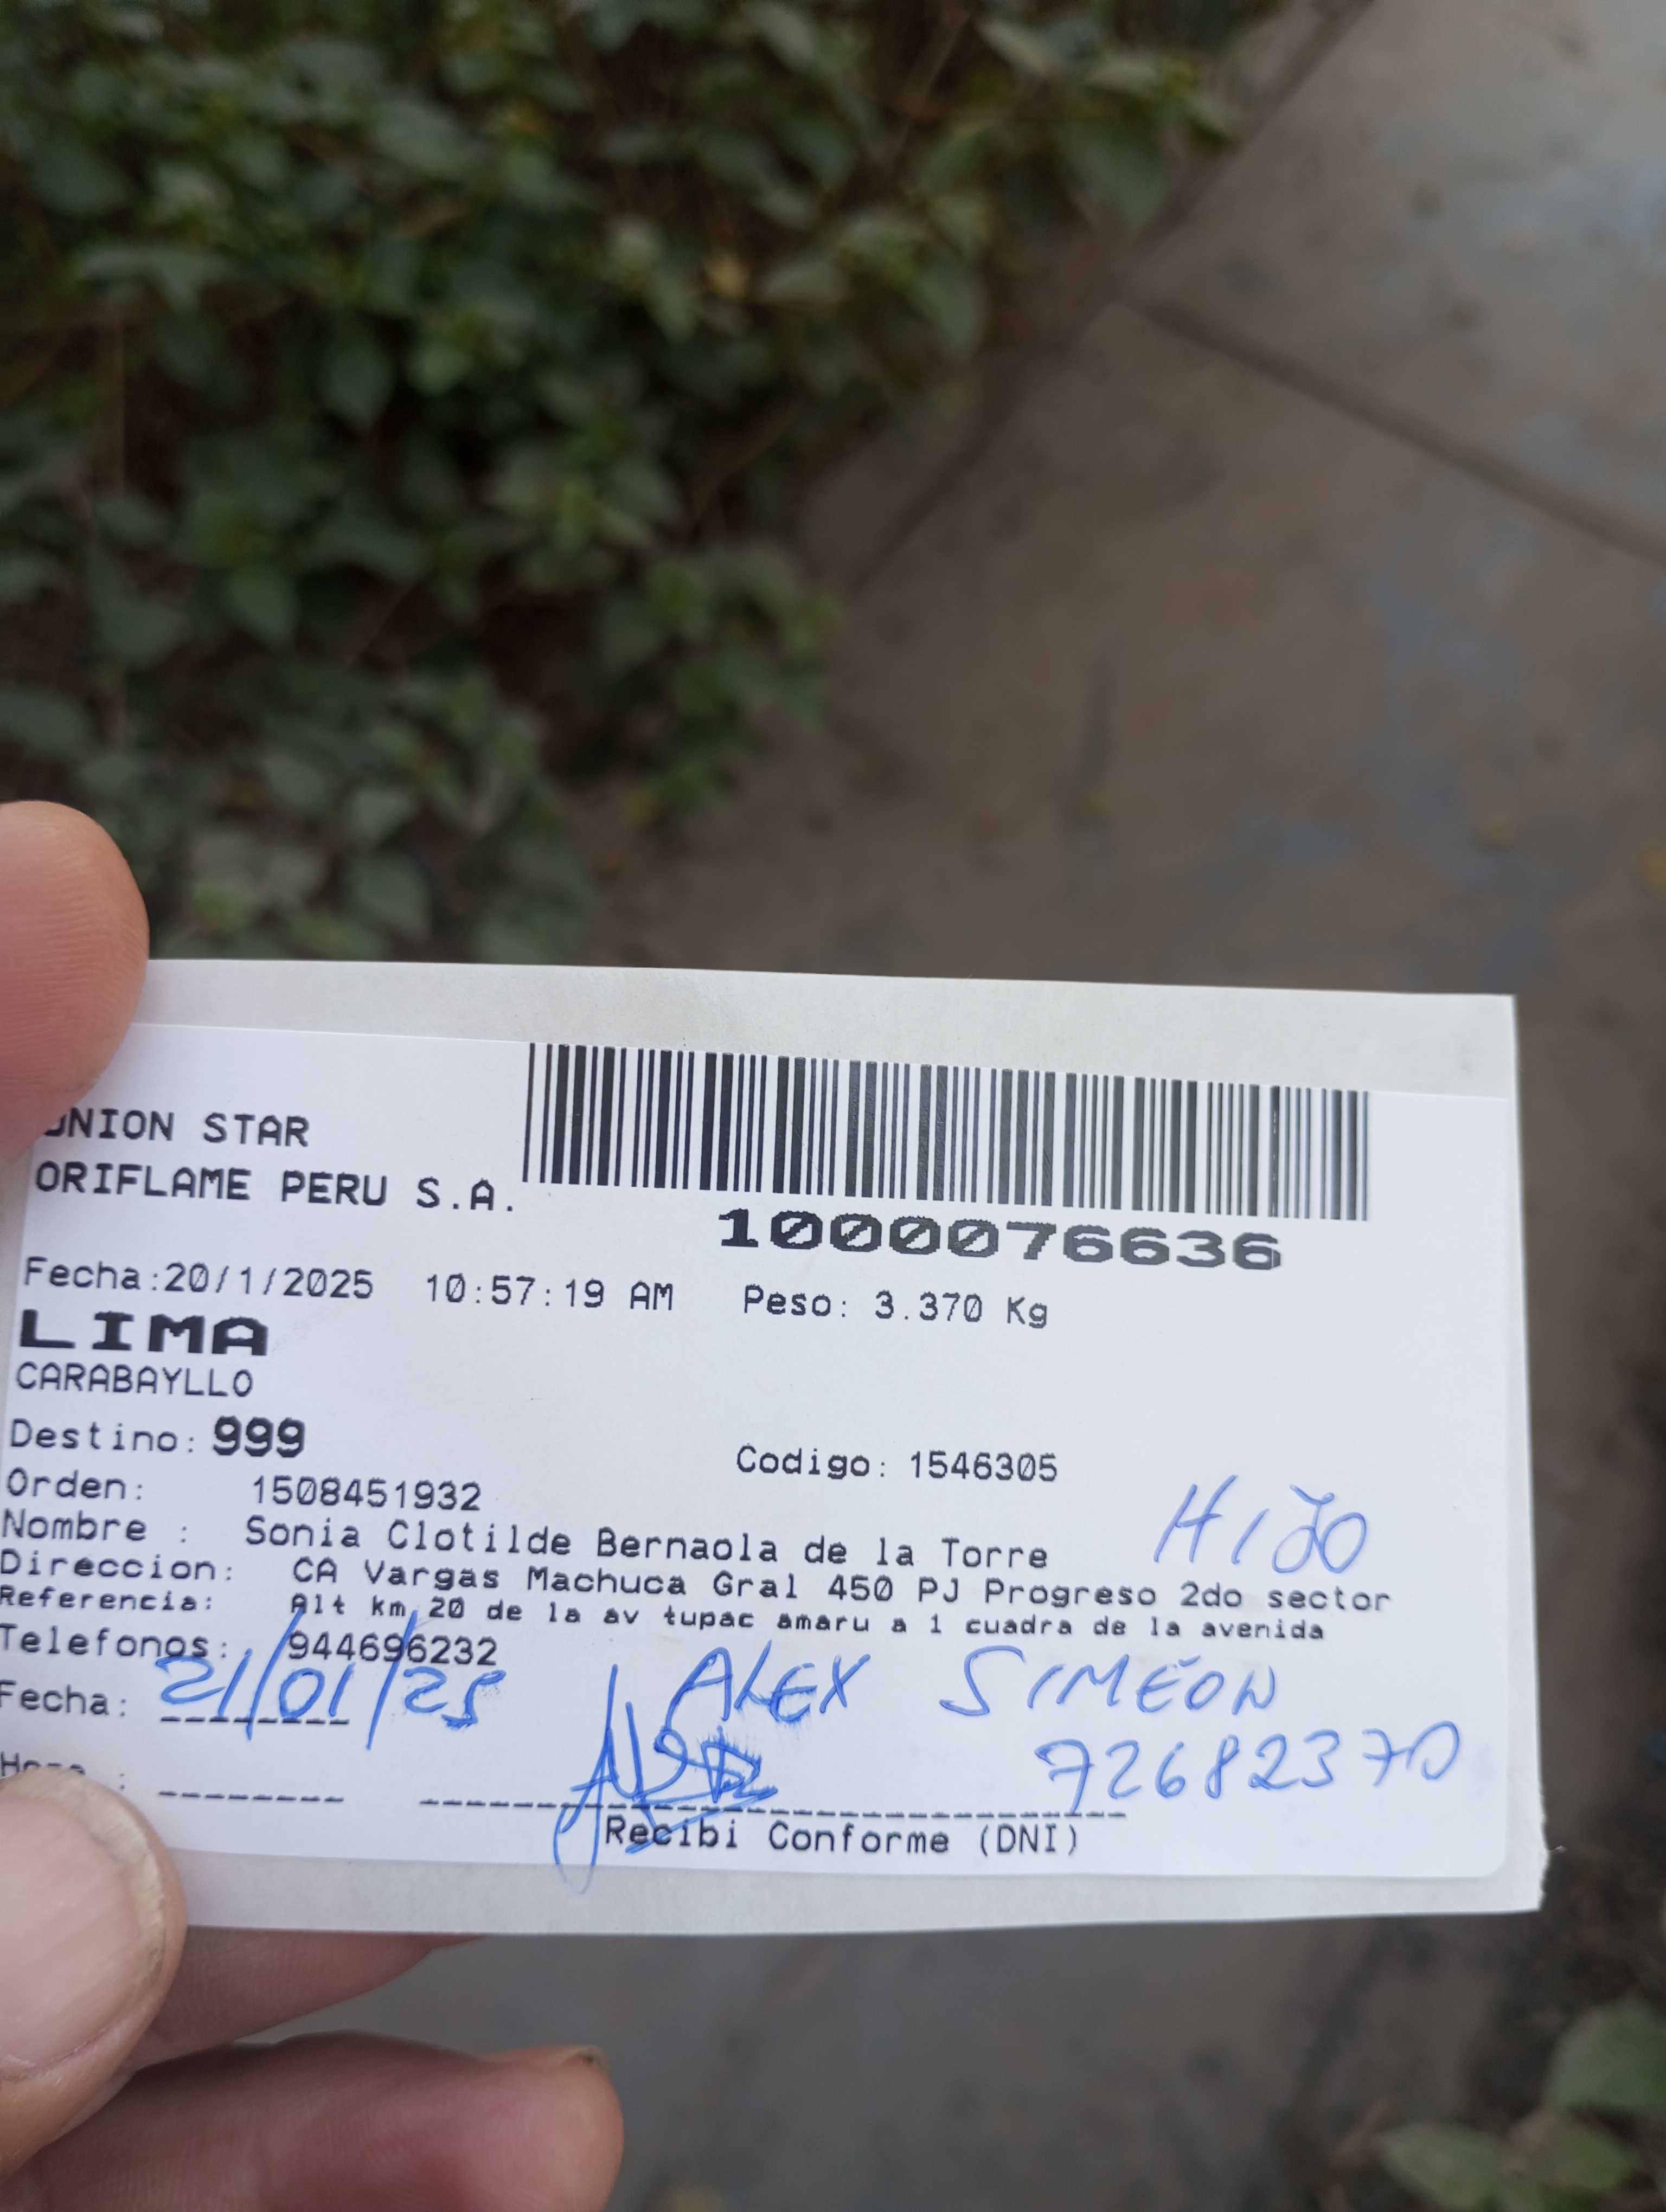 UNION STAR
ORIFLAME PERU S.A.
1000076636
Fecha:20/1/2025 10:57:19 AM Peso: 3.370 Kg
LIMA
CARABAYLLO
Destino: 999
Codigo: 1546305
Orden: 1508451932
Nombre : Sonia Clotilde Bernaola de la Torre
HIJO
Direccion: CA Vargas Machuca Gral 450 PJ Progreso 2do sector
Referencia: Alt km 20 de la av tupac amaru a 1 cuadra de la avenida
Telefonos: 944696232
ALEX SIMEÓN
Fecha: 21/01/25
72682370
Hora :
Recibi Conforme (DNI)